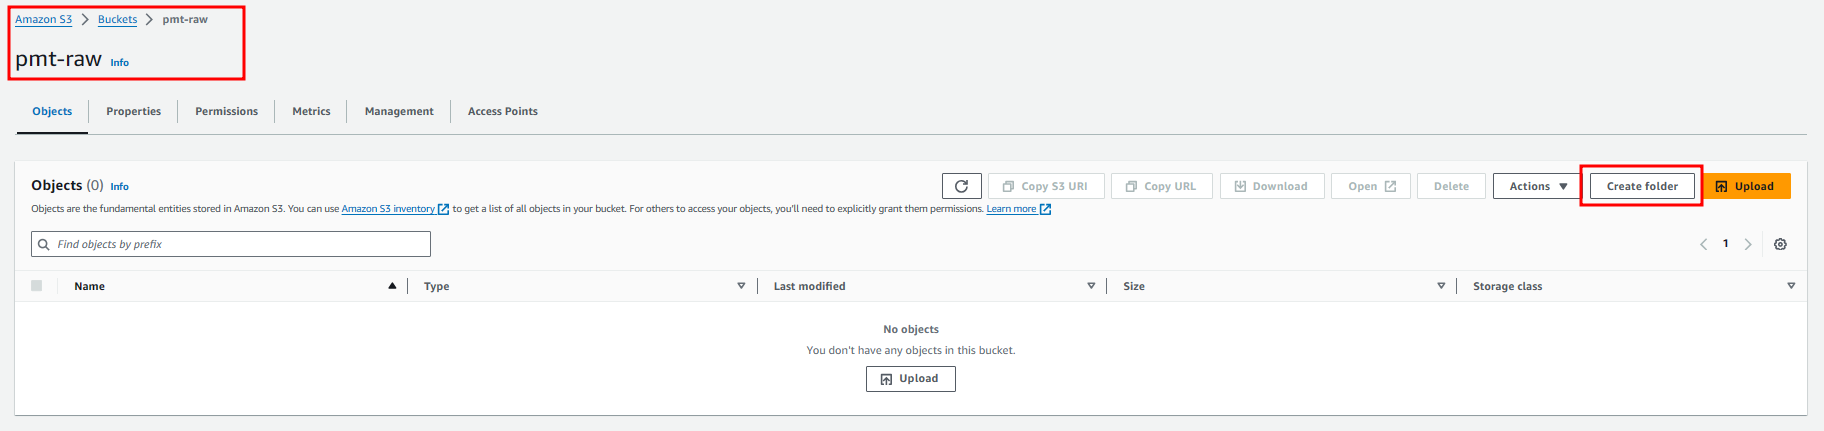 Amazon S3 > Buckets > pmt-raw
pmt-raw Info
Objects Properties Permissions Metrics Management Access Points
Objects (0) Info
Copy S3 URI Copy URL Download Open Delete Actions Create folder Upload
Objects are the fundamental entities stored in Amazon S3. You can use Amazon S3 inventory to get a list of all objects in your bucket. For others to access your objects, you'll need to explicitly grant them permissions. Learn more
Find objects by prefix
1
Name Type Last modified Size Storage class
No objects
You don't have any objects in this bucket.
Upload